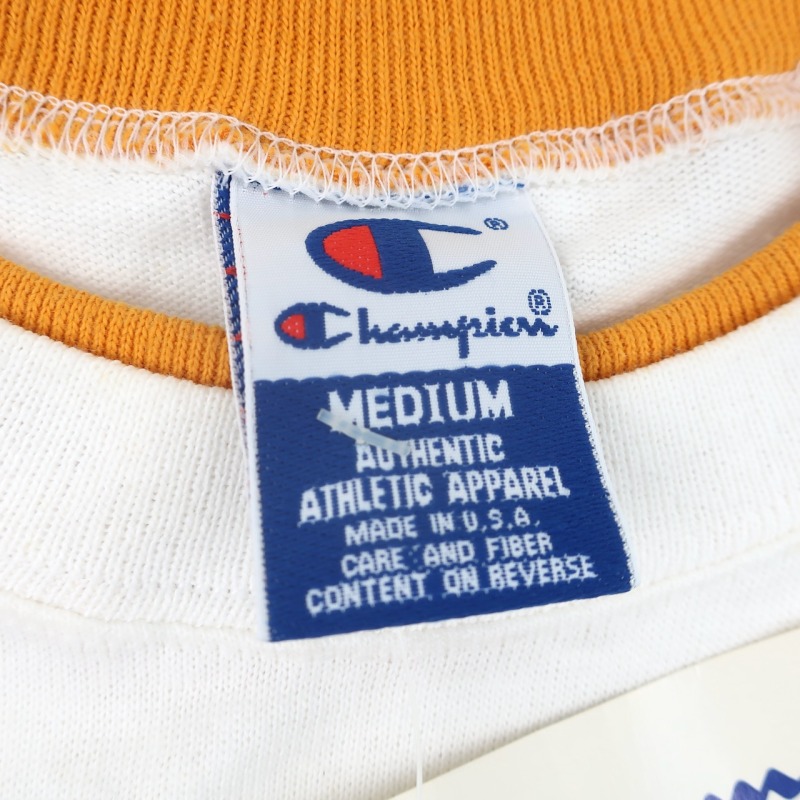 ®
Champion®
MEDIUM
AUTHENTIC
ATHLETIC APPAREL
MADE IN U.S.A.
CARE AND FIBER
CONTENT ON REVERSE